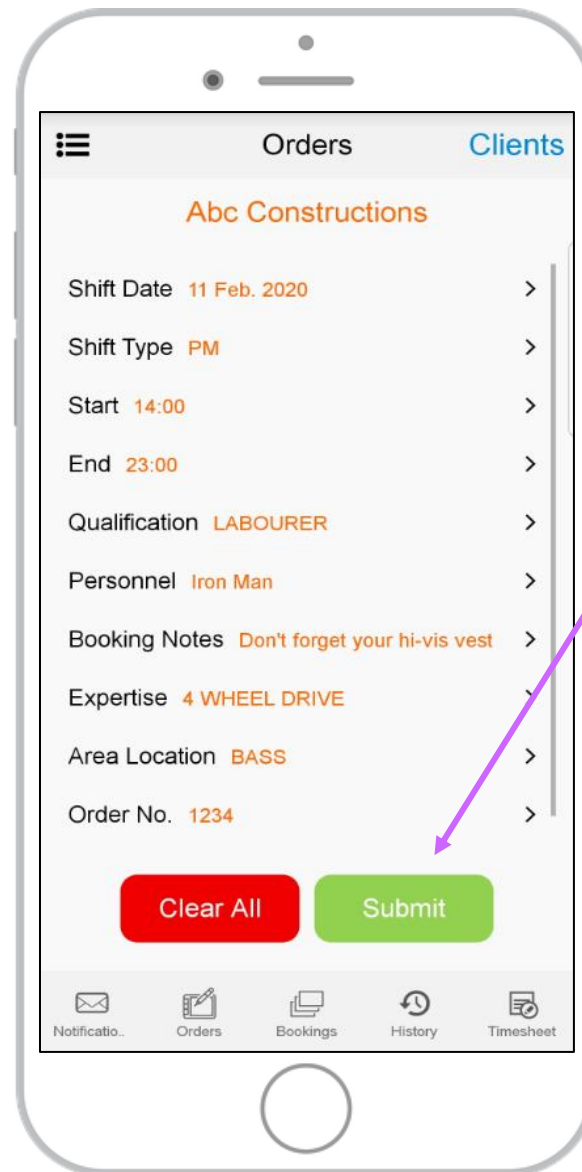 Orders Clients
Abc Constructions
Shift Date 11 Feb. 2020
Shift Type PM
Start 14:00
End 23:00
Qualification LABOURER
Personnel Iron Man
Booking Notes Don't forget your hi-vis vest
Expertise 4 WHEEL DRIVE
Area Location BASS
Order No. 1234
Clear All Submit
Notificatio.. Orders Bookings History Timesheet